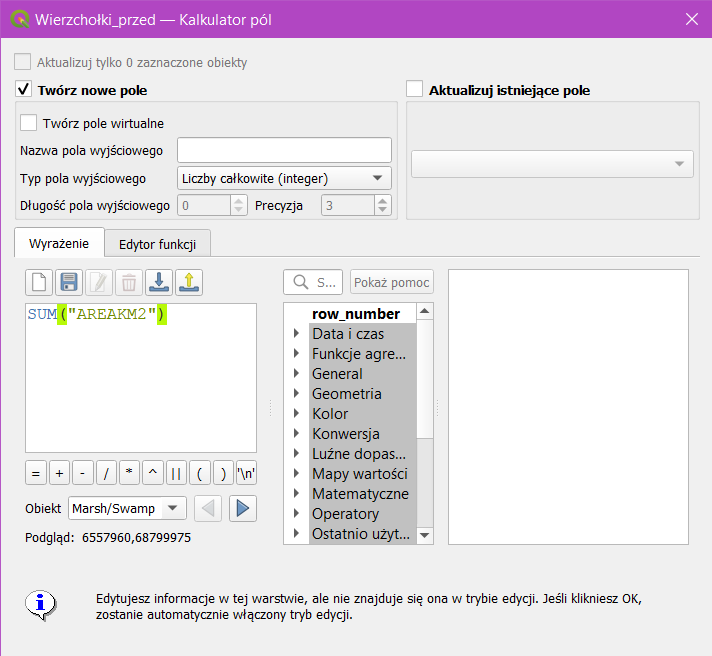 Wierzchołki_przed — Kalkulator pól
Aktualizuj tylko 0 zaznaczone obiekty
Twórz nowe pole
Aktualizuj istniejące pole
Twórz pole wirtualne
Nazwa pola wyjściowego
Typ pola wyjściowego Liczby całkowite (integer)
Długość pola wyjściowego 0 Precyzja 3
Wyrażenie Edytor funkcji
S... Pokaż pomoc
SUM("AREAKM2")
row_number
Data i czas
Funkcje agre...
General
Geometria
Kolor
Konwersja
Luźne dopas...
Mapy wartości
Matematyczne
Operatory
Ostatnio użyt...
= + - / * ^ || ( ) '\n'
Obiekt Marsh/Swamp
Podgląd: 6557960,68799975
Edytujesz informacje w tej warstwie, ale nie znajduje się ona w trybie edycji. Jeśli klikniesz OK,
zostanie automatycznie włączony tryb edycji.